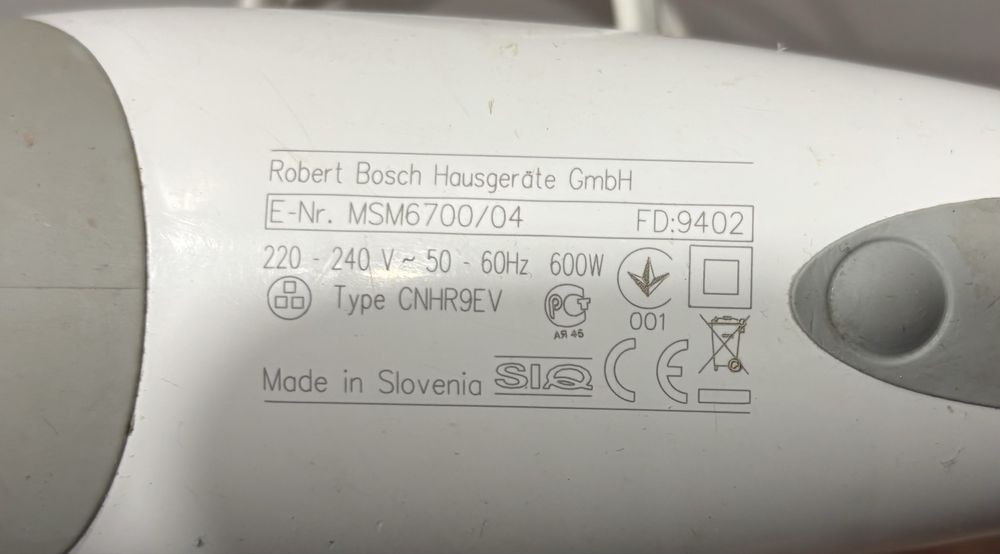 Robert Bosch Hausgeräte GmbH
E-Nr. MSM6700/04 FD:9402
220 - 240 V ~ 50 - 60Hz 600W
Type CNHR9EV
PCT
АЯ 46
001
Made in Slovenia SIQ CE